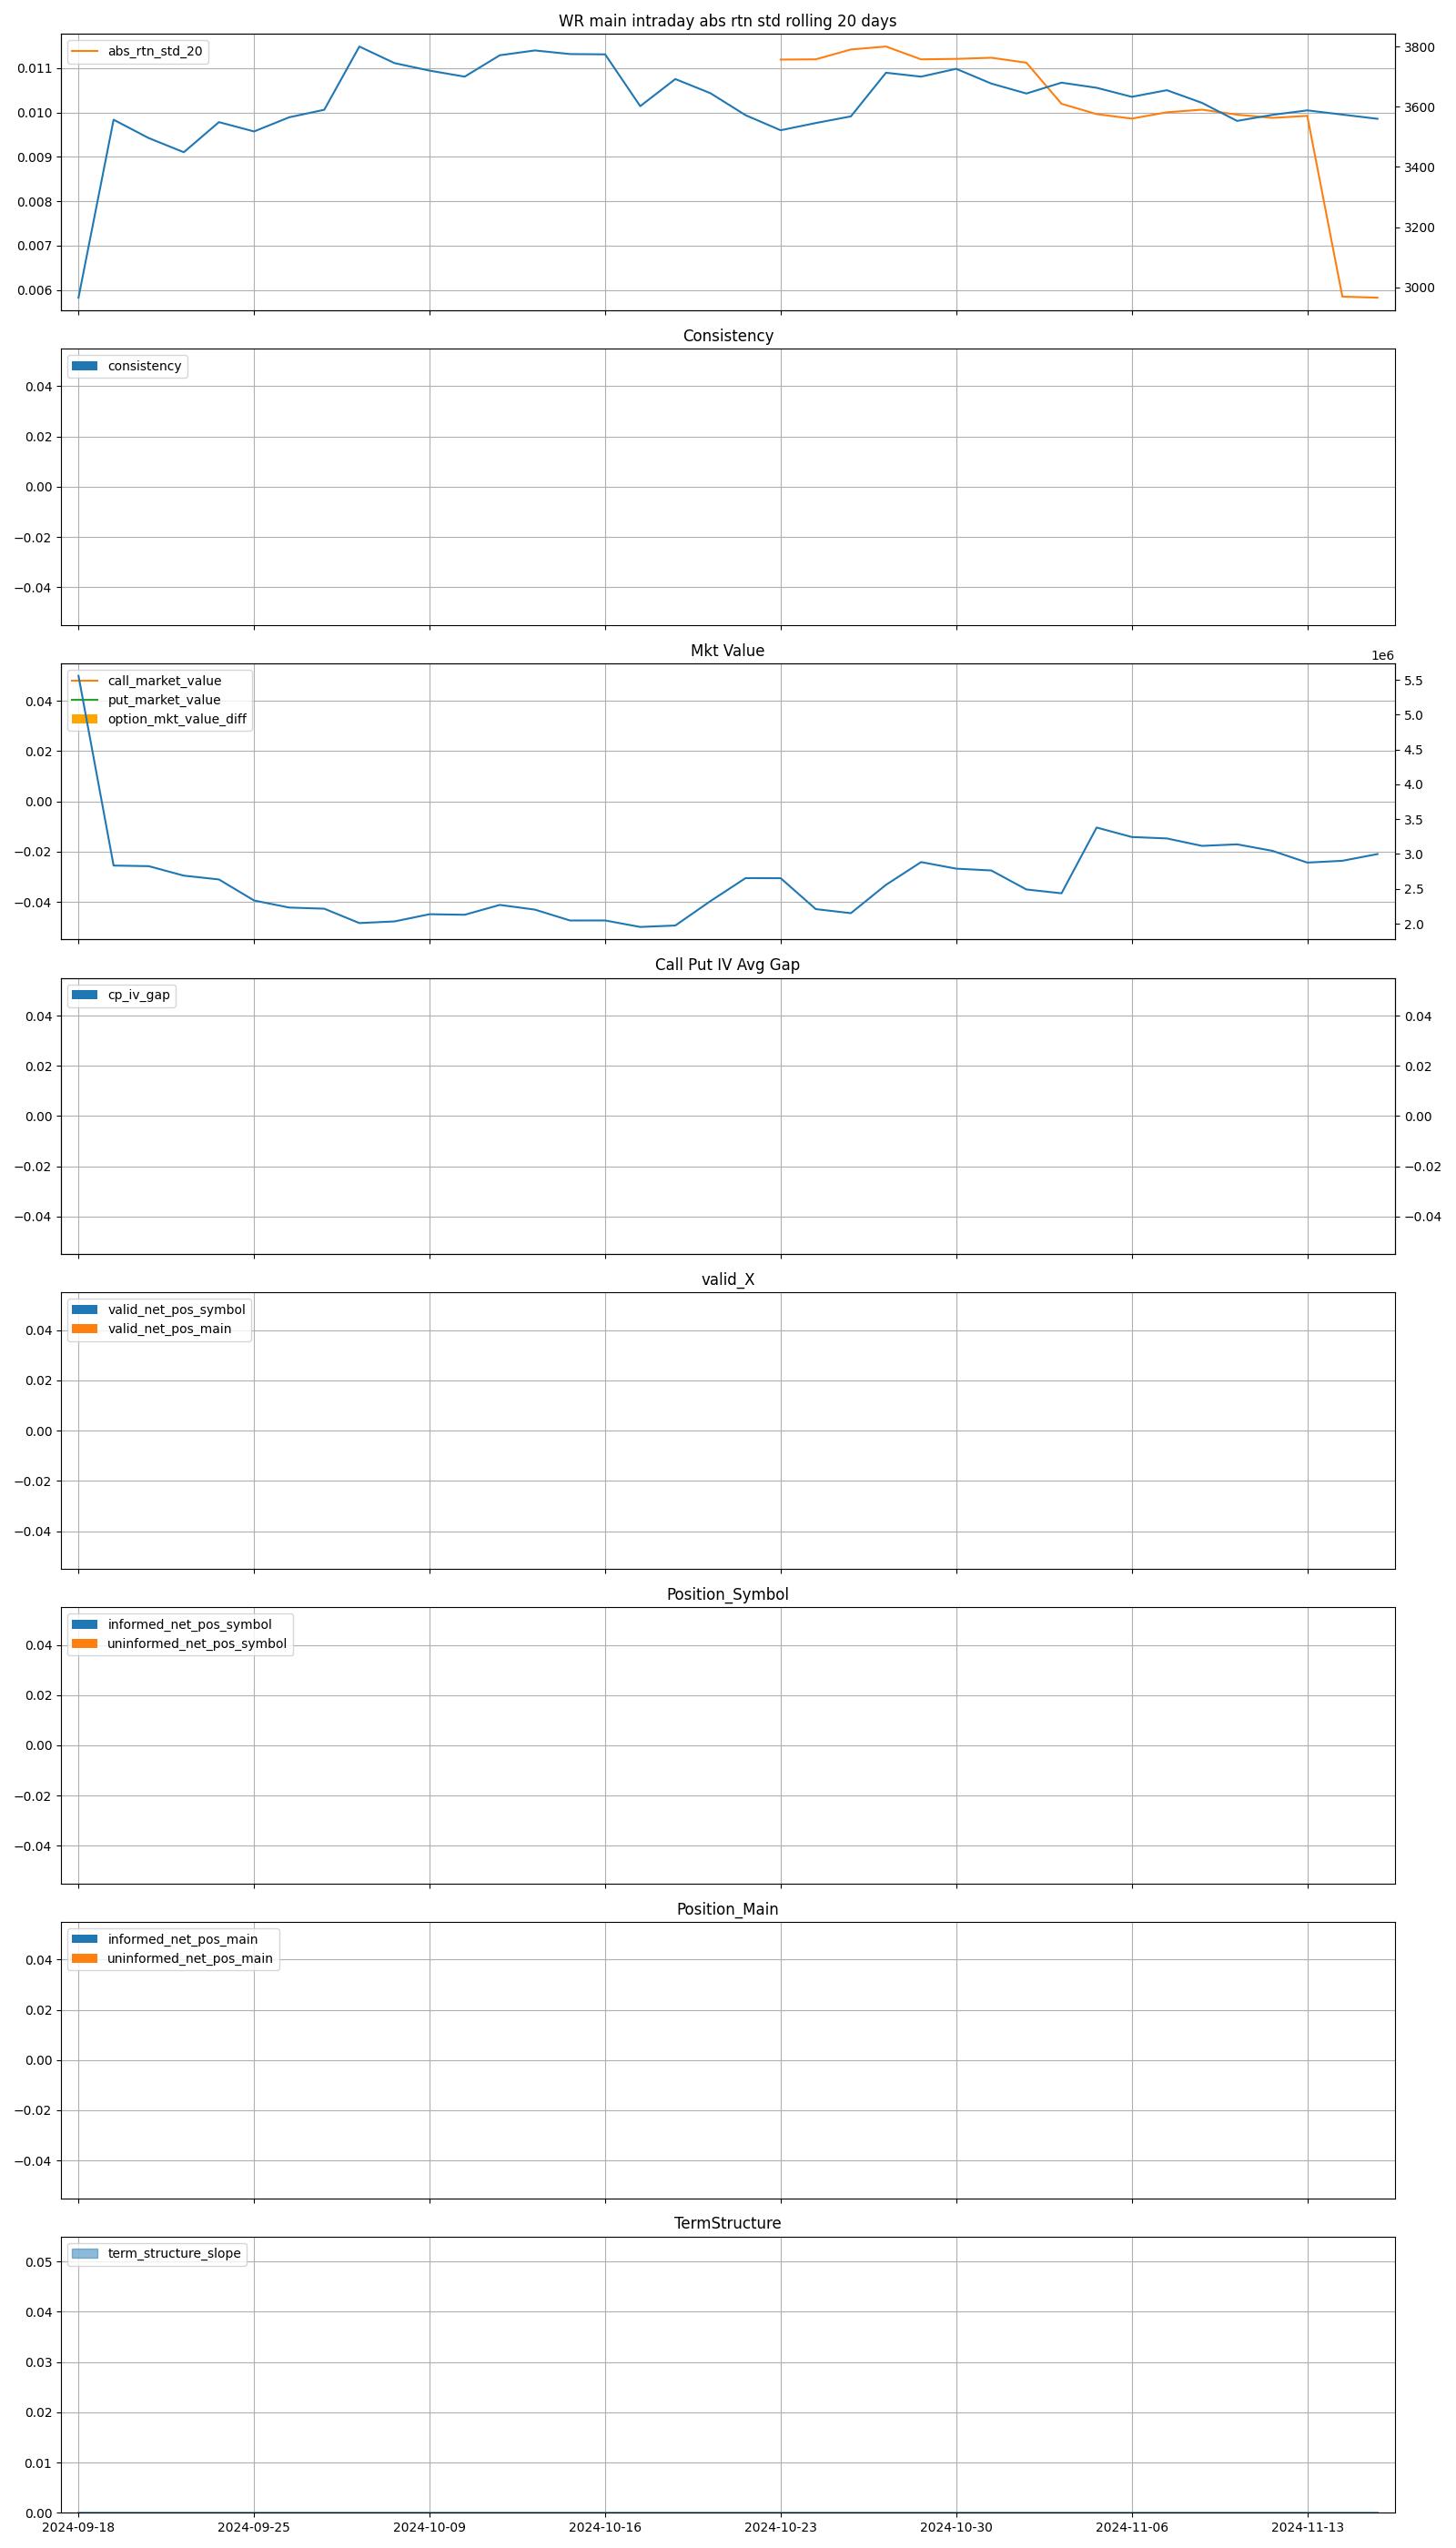 WR main intraday abs rtn std rolling 20 days
abs_rtn_std_20
0.011
0.010
0.009
0.008
0.007
0.006
3800
3600
3400
3200
3000
Consistency
consistency
0.04
0.02
0.00
−0.02
−0.04
Mkt Value
1e6
call_market_value
put_market_value
option_mkt_value_diff
0.04
0.02
0.00
−0.02
−0.04
5.5
5.0
4.5
4.0
3.5
3.0
2.5
2.0
Call Put IV Avg Gap
cp_iv_gap
0.04
0.02
0.00
−0.02
−0.04
0.04
0.02
0.00
−0.02
−0.04
valid_X
valid_net_pos_symbol
valid_net_pos_main
0.04
0.02
0.00
−0.02
−0.04
Position_Symbol
informed_net_pos_symbol
uninformed_net_pos_symbol
0.04
0.02
0.00
−0.02
−0.04
Position_Main
informed_net_pos_main
uninformed_net_pos_main
0.04
0.02
0.00
−0.02
−0.04
TermStructure
term_structure_slope
0.05
0.04
0.03
0.02
0.01
0.00
2024-09-18 2024-09-25 2024-10-09 2024-10-16 2024-10-23 2024-10-30 2024-11-06 2024-11-13